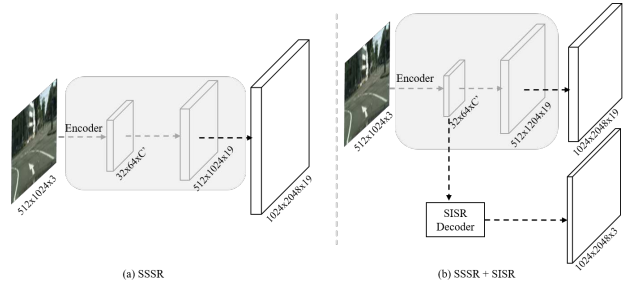 Encoder
512x1024x3
32x64xC'
512x1024x19
1024x2048x19
(a) SSSR
Encoder
512x1024x3
32x64xC'
512x1204x19
1024x2048x19
SISR
Decoder
1024x2048x3
(b) SSSR + SISR